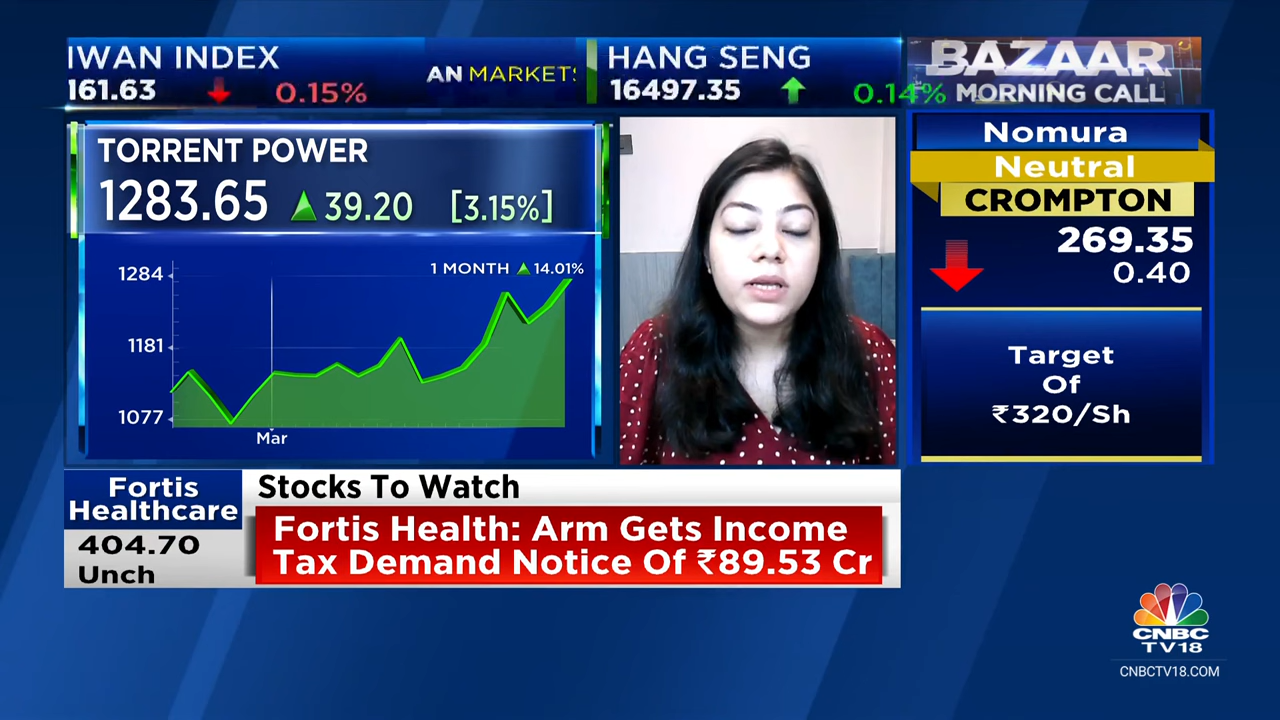 IWAN INDEX
161.63 0.15%
AN MARKET
HANG SENG
16497.35 0.14%
BAZAAR
MORNING CALL
TORRENT POWER
1283.65 39.20 [3.15%]
1 MONTH 14.01%
1284
1181
1077
Mar
Nomura
Neutral
CROMPTON
269.35
0.40
Target
Of
₹320/Sh
Fortis
Healthcare
404.70
Unch
Stocks To Watch
Fortis Health: Arm Gets Income
Tax Demand Notice Of ₹89.53 Cr
CNBC
TV18
CNBCTV18.COM